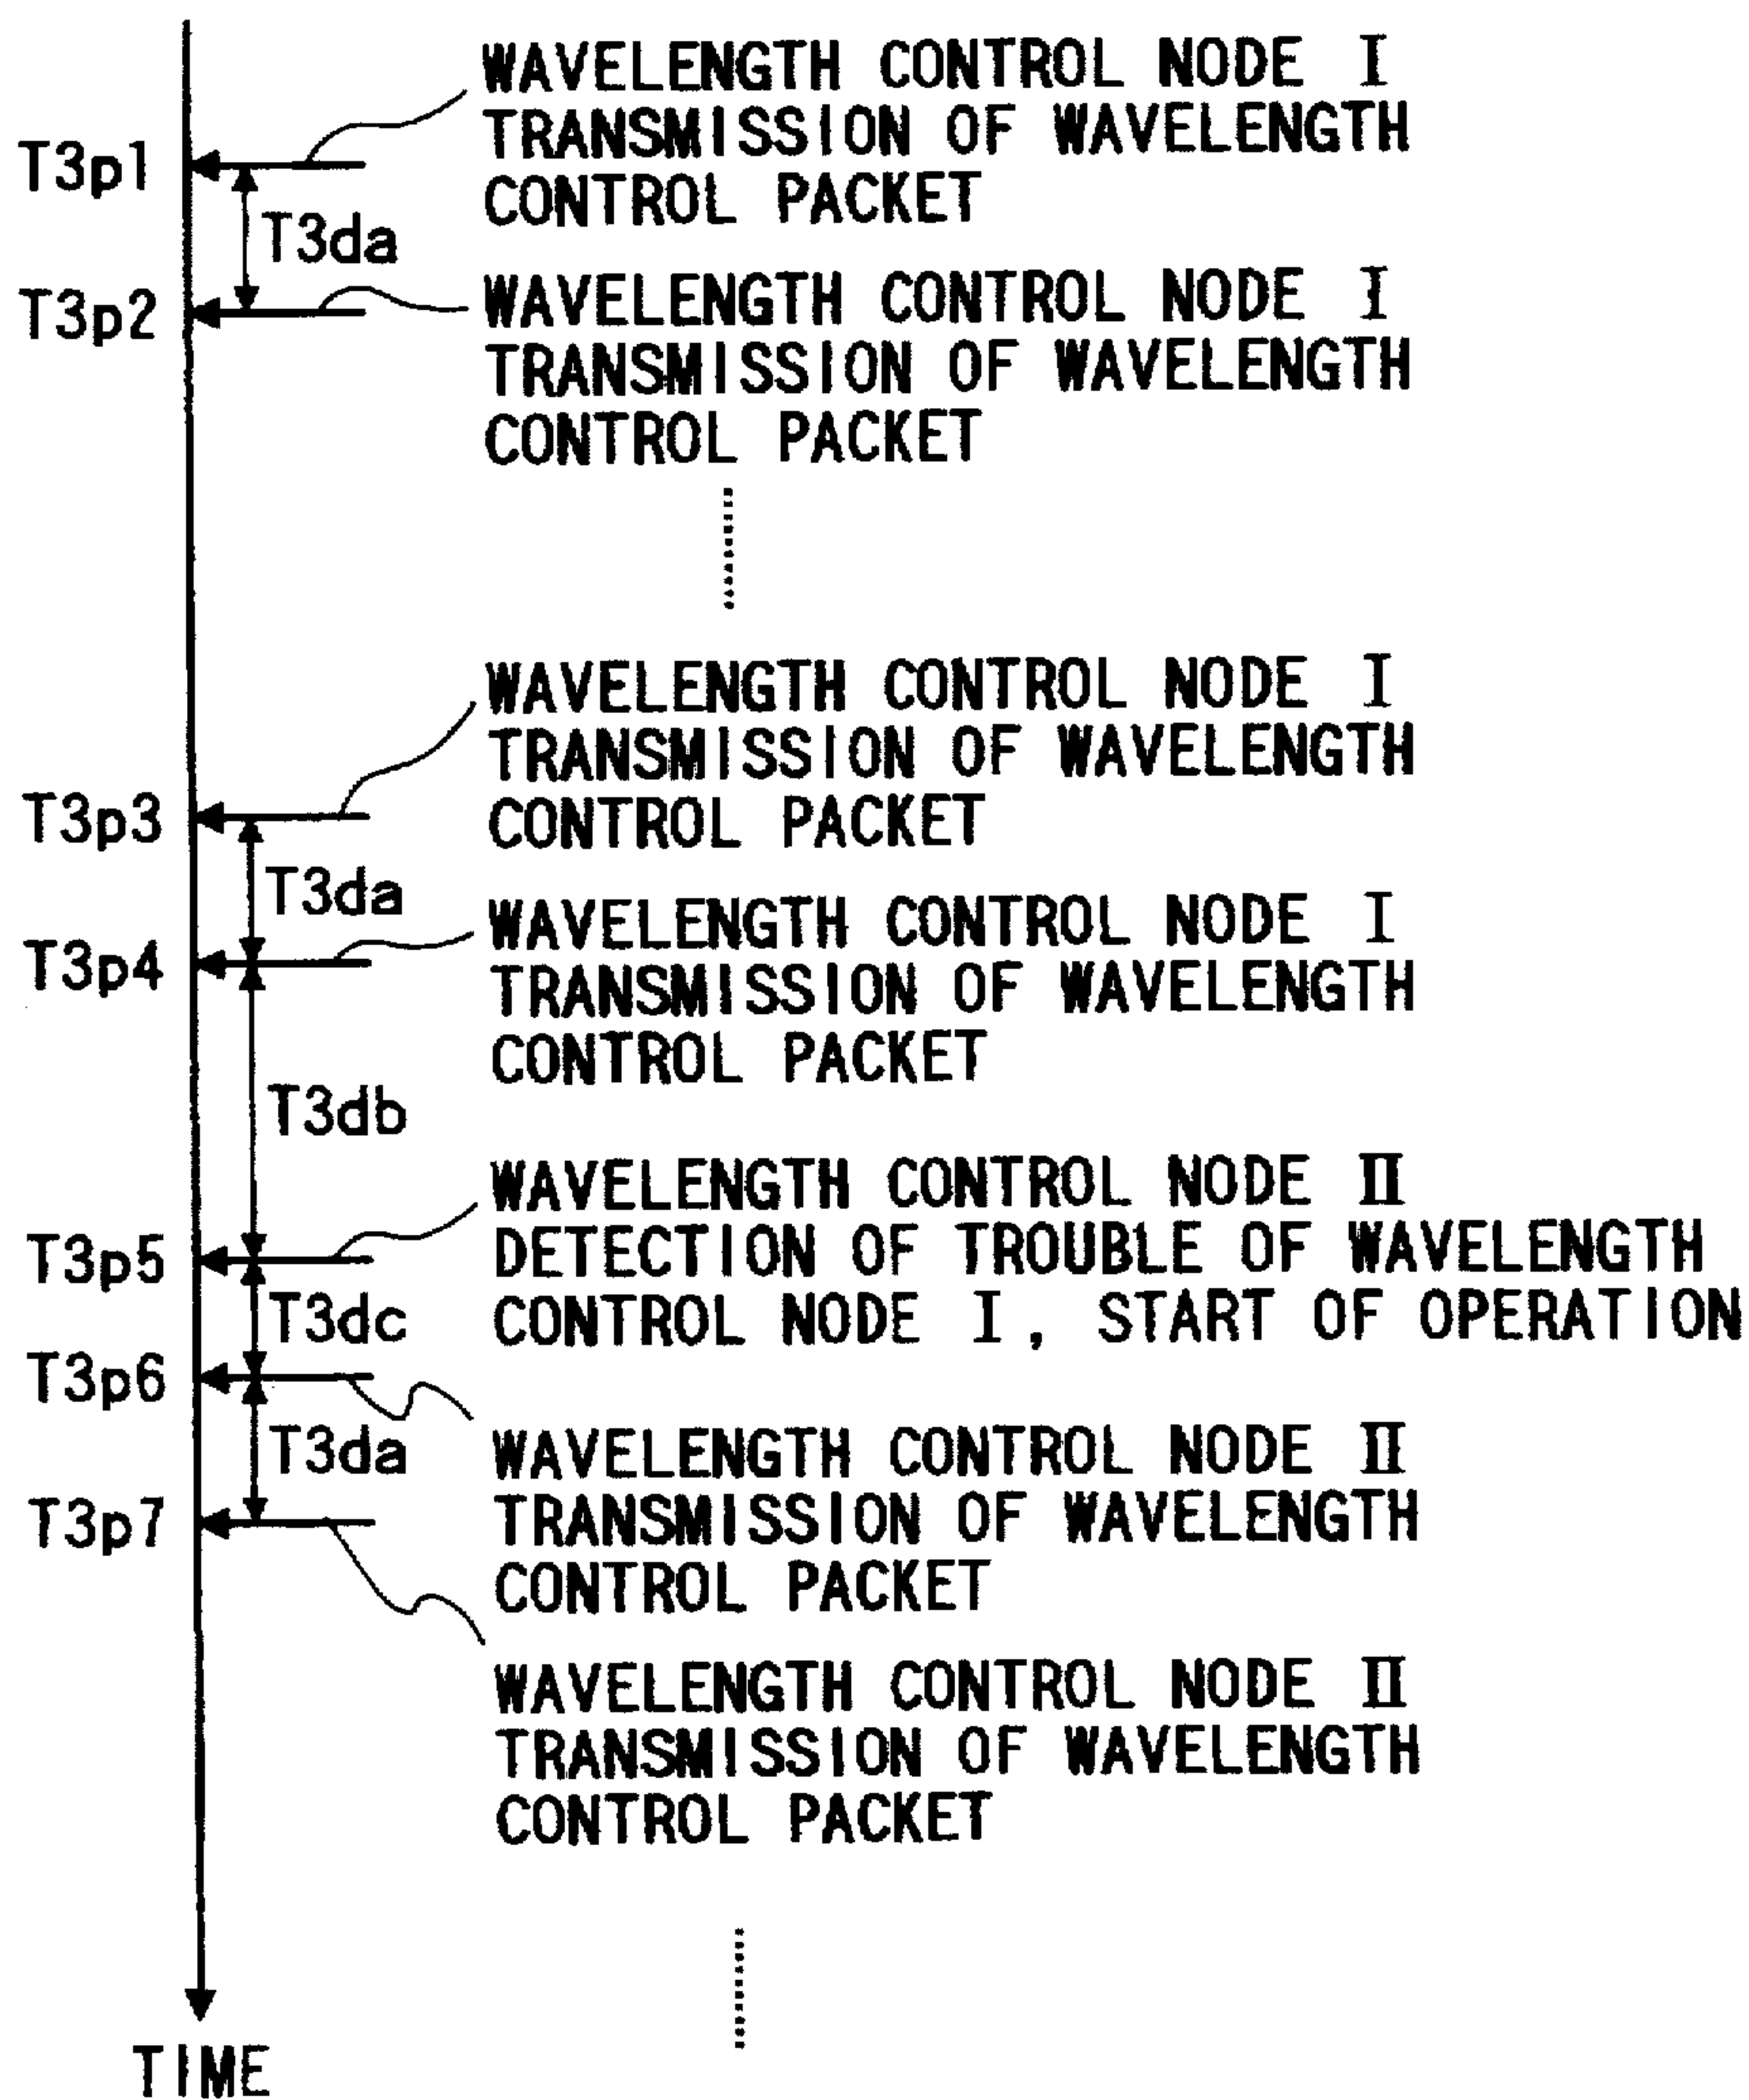 WAVELENGTH CONTROL NODE I
TRANSMISSION OF WAVELENGTH
CONTROL PACKET
T3p1
T3da
T3p2
WAVELENGTH CONTROL NODE I
TRANSMISSION OF WAVELENGTH
CONTROL PACKET
WAVELENGTH CONTROL NODE I
TRANSMISSION OF WAVELENGTH
CONTROL PACKET
T3p3
T3da
T3p4
WAVELENGTH CONTROL NODE I
TRANSMISSION OF WAVELENGTH
CONTROL PACKET
T3db
WAVELENGTH CONTROL NODE II
DETECTION OF TROUBLE OF WAVELENGTH
CONTROL NODE I, START OF OPERATION
T3p5
T3dc
T3p6
T3da
T3p7
WAVELENGTH CONTROL NODE II
TRANSMISSION OF WAVELENGTH
CONTROL PACKET
WAVELENGTH CONTROL NODE II
TRANSMISSION OF WAVELENGTH
CONTROL PACKET
TIME